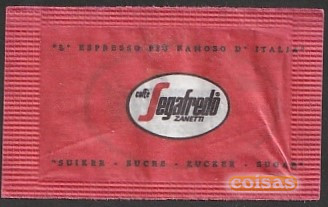 "L' ESPRESSO PIÙ FAMOSO D' ITALIA"
caffè
Segafredo
ZANETTI
"SUIKER - SUCRE - ZUCKER - SUGAR"
coisas